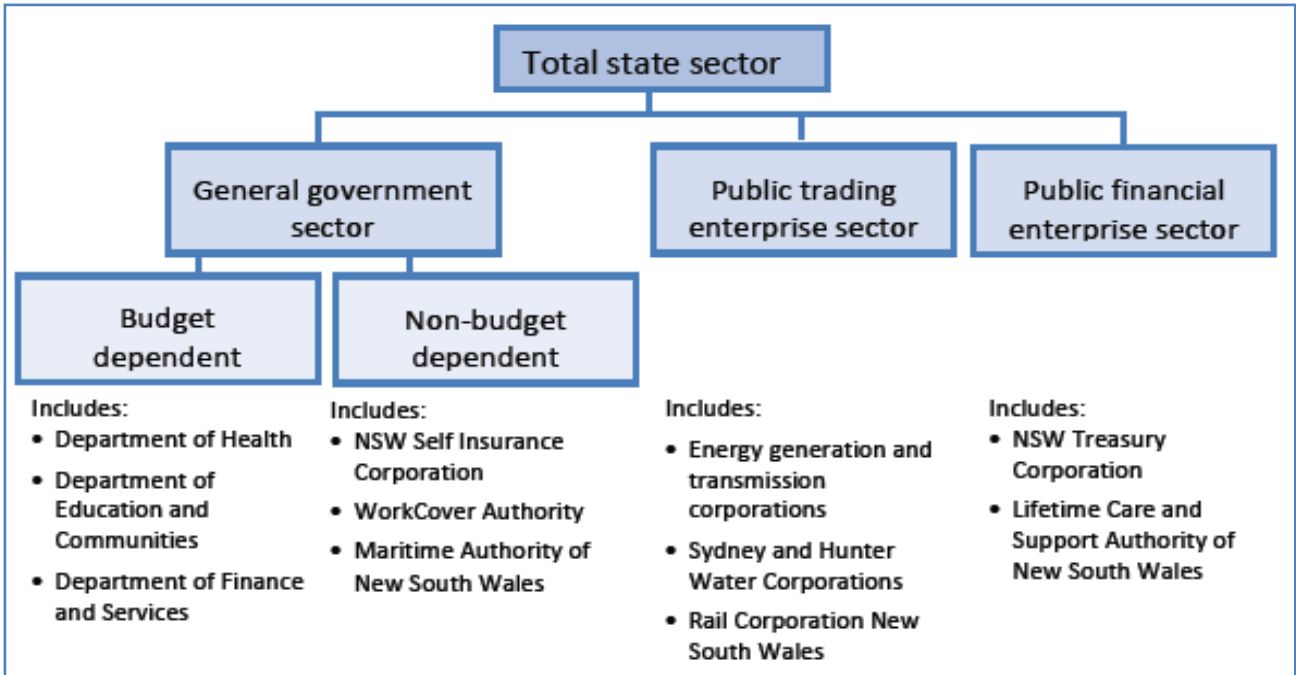 Total state sector
General government
sector
Public trading
enterprise sector
Public financial
enterprise sector
Budget
dependent
Non-budget
dependent
Includes:
• Department of Health
• Department of
Education and
Communities
• Department of Finance
and Services
Includes:
• NSW Self Insurance
Corporation
• WorkCover Authority
• Maritime Authority of
New South Wales
Includes:
• Energy generation and
transmission
corporations
• Sydney and Hunter
Water Corporations
• Rail Corporation New
South Wales
Includes:
• NSW Treasury
Corporation
• Lifetime Care and
Support Authority of
New South Wales